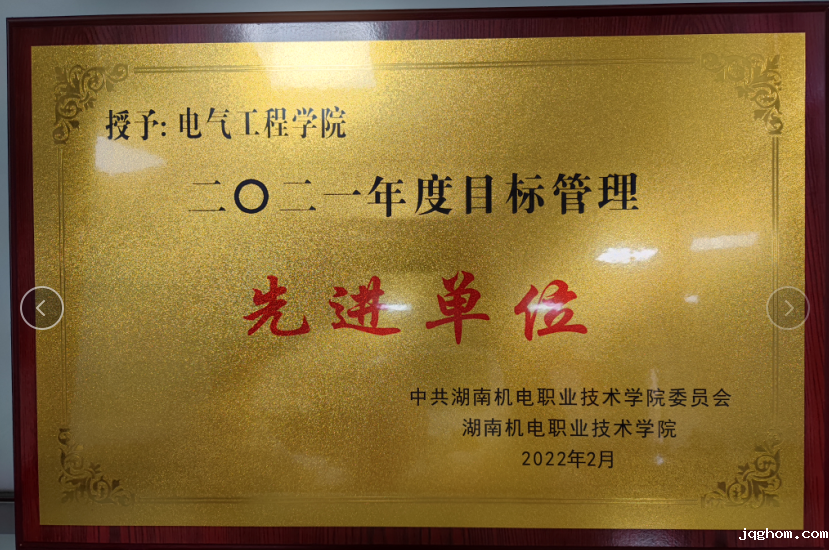 授予: 电气工程学院
二〇二一年度目标管理
先进单位
中共湖南机电职业技术学院委员会
湖南机电职业技术学院
2022年2月
jqghom.com